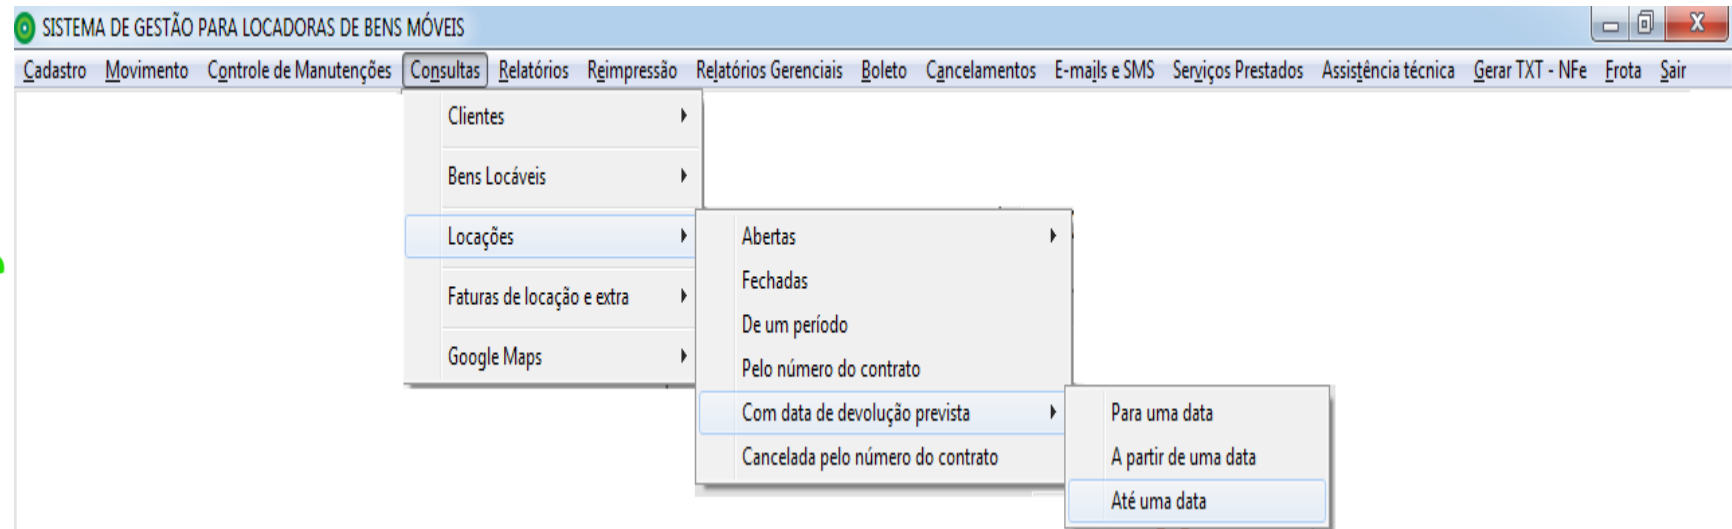 SISTEMA DE GESTÃO PARA LOCADORAS DE BENS MÓVEIS
Cadastro Movimento Controle de Manutenções Consultas Relatórios Reimpressão Relatórios Gerenciais Boleto Cancelamentos E-mails e SMS Serviços Prestados Assistência técnica Gerar TXT - NFe Frota Sair
Clientes
Bens Locáveis
Locações
Faturas de locação e extra
Google Maps
Abertas
Fechadas
De um período
Pelo número do contrato
Com data de devolução prevista
Cancelada pelo número do contrato
Para uma data
A partir de uma data
Até uma data